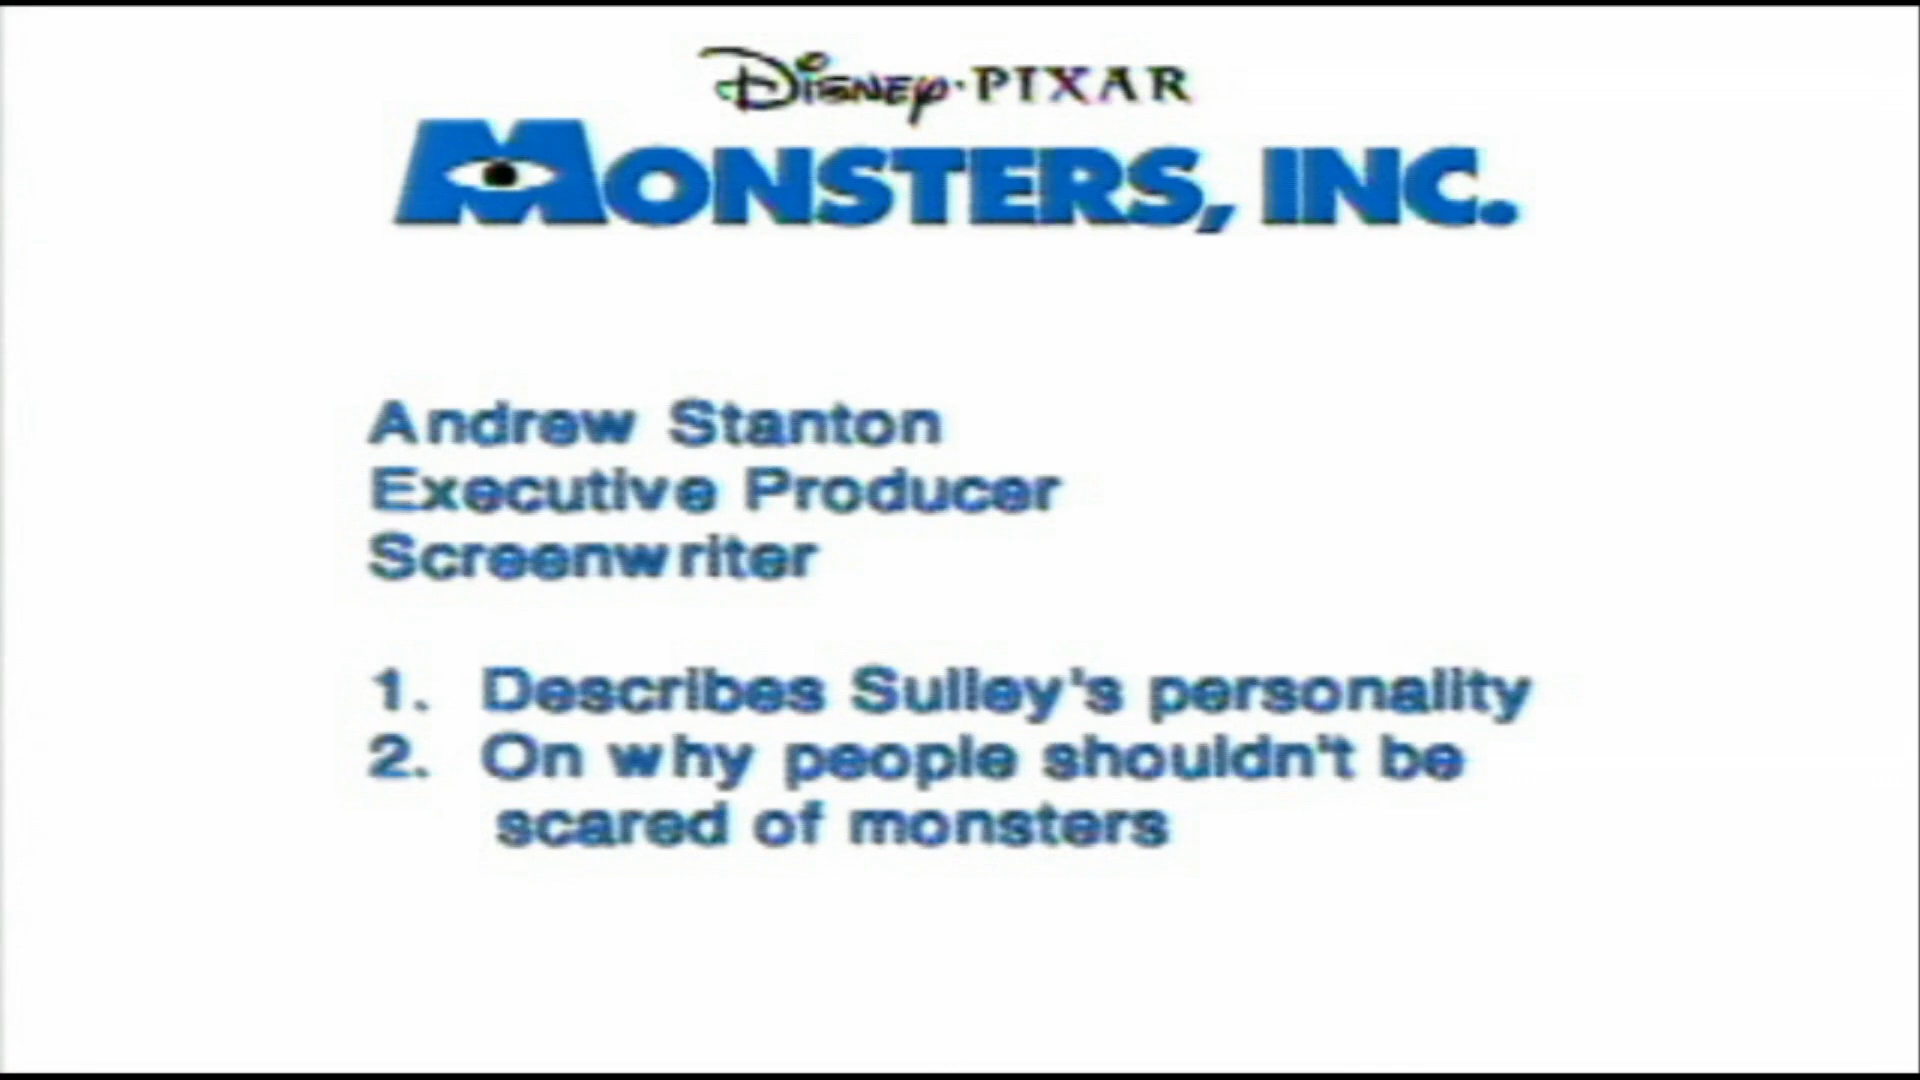 Disney·PIXAR
MONSTERS, INC.
Andrew Stanton
Executive Producer
Screenwriter
1. Describes Sulley's personality
2. On why people shouldn't be
scared of monsters